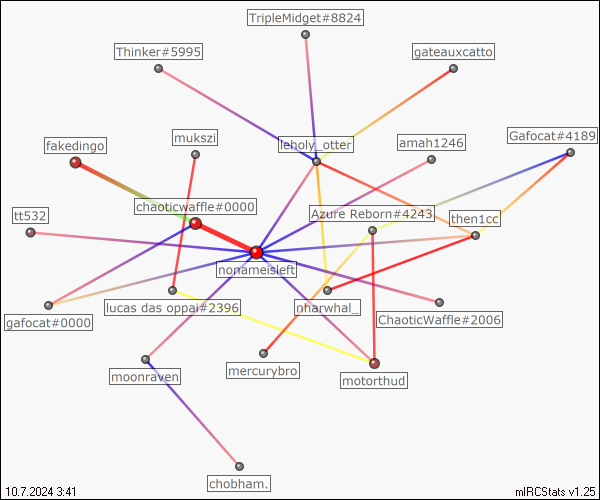 TripleMidget#8824
Thinker#5995
gateauxcatto
Gafocat#4189
mukszi
leholy_otter
amah1246
fakedingo
chaoticwaffle#0000
tt532
Azure Reborn#4243
then1cc
nonameisleft
lucas das oppai#2396
nharwhal_
ChaoticWaffle#2006
gafocat#0000
moonraven
mercurybro
motorthud
chobham.
10.7.2024 3:41
mIRCStats v1.25